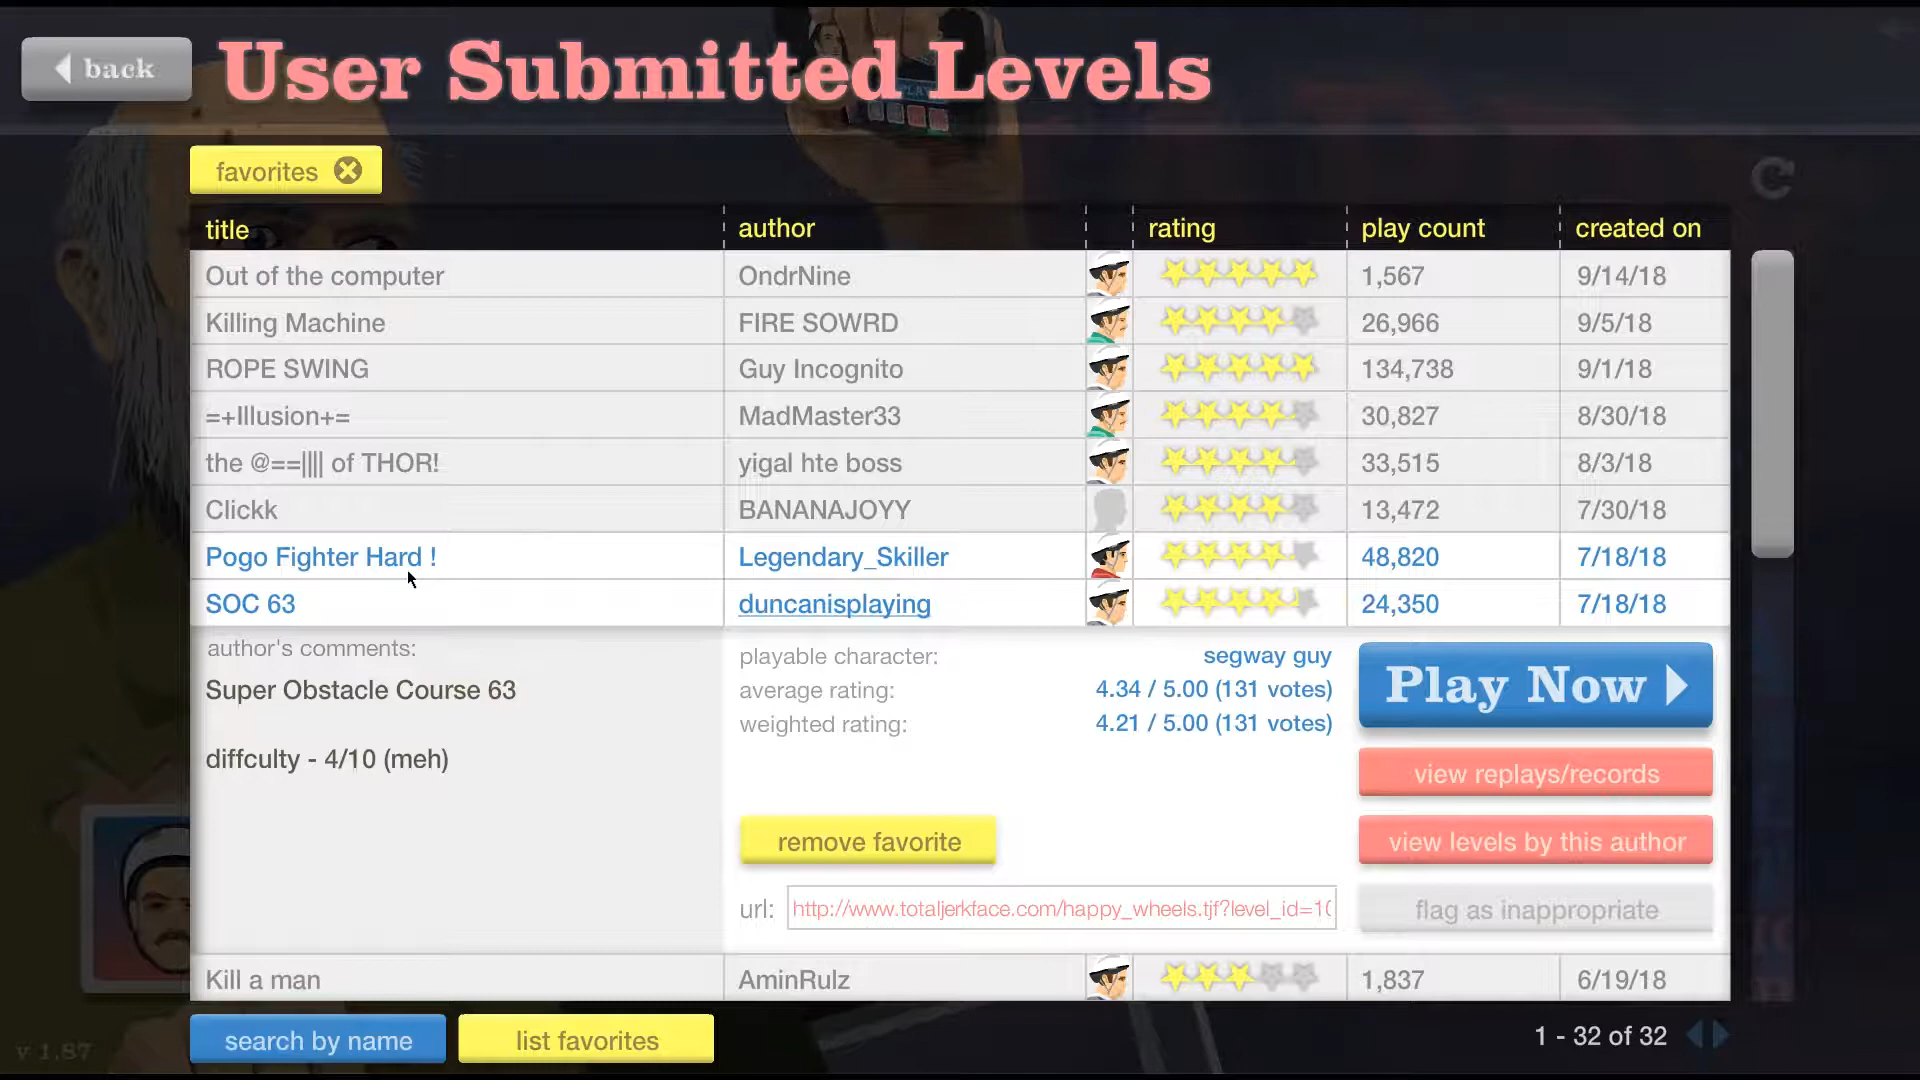 back
User Submitted Levels
favorites
title author rating play count created on
Out of the computer OndrNine 1,567 9/14/18
Killing Machine FIRE SOWRD 26,966 9/5/18
ROPE SWING Guy Incognito 134,738 9/1/18
=+Illusion+= MadMaster33 30,827 8/30/18
the @==|||| of THOR! yigal hte boss 33,515 8/3/18
Clickk BANANAJOYY 13,472 7/30/18
Pogo Fighter Hard ! Legendary_Skiller 48,820 7/18/18
SOC 63 duncanisplaying 24,350 7/18/18
author's comments:
Super Obstacle Course 63
diffculty - 4/10 (meh)
playable character: segway guy
average rating: 4.34 / 5.00 (131 votes)
weighted rating: 4.21 / 5.00 (131 votes)
Play Now
view replays/records
remove favorite
view levels by this author
url: http://www.totaljerkface.com/happy_wheels.tjf?level_id=10
flag as inappropriate
Kill a man AminRulz 1,837 6/19/18
search by name
list favorites
1 - 32 of 32
v 1.87